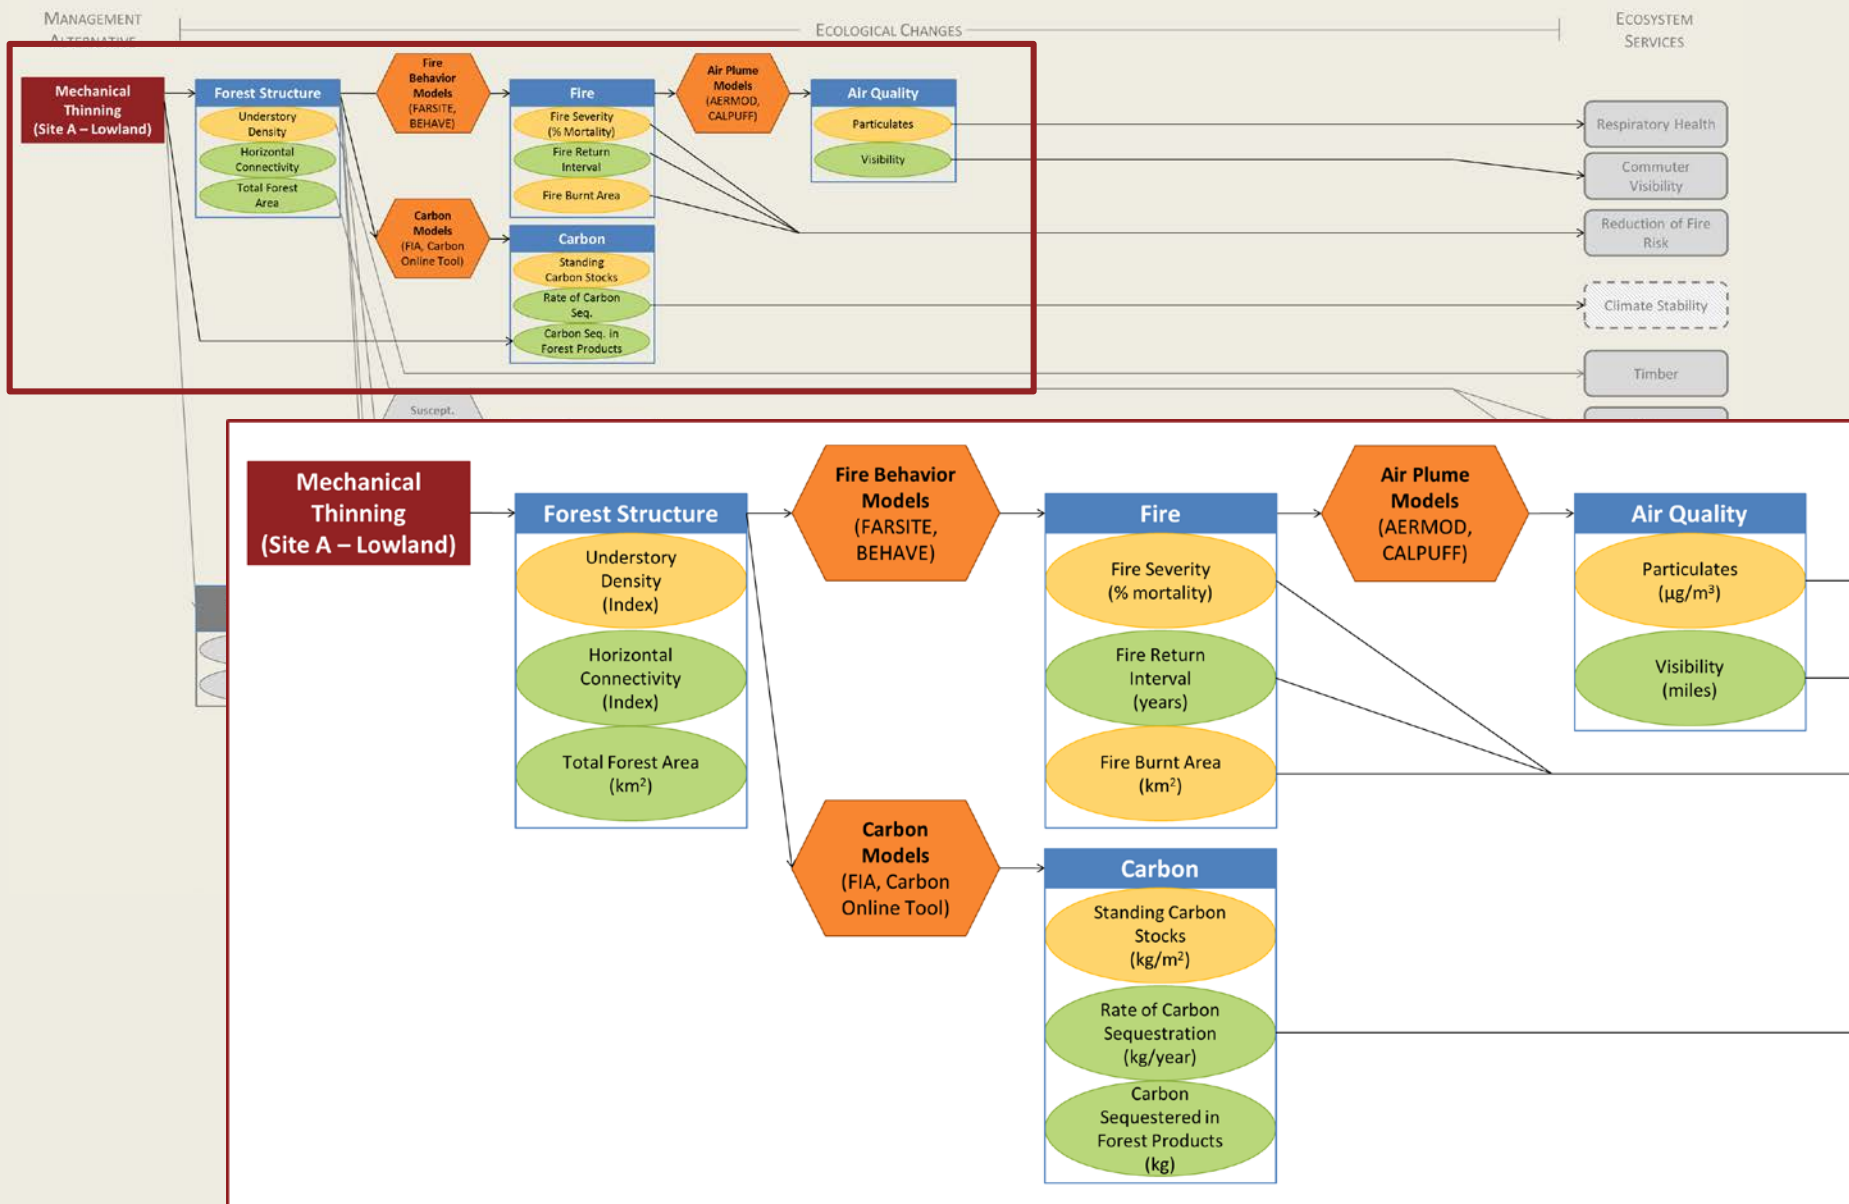 MANAGEMENT
ALTERNATIVE
ECOLOGICAL CHANGES
ECOSYSTEM
SERVICES
Mechanical
Thinning
(Site A – Lowland)
Forest Structure
Understory
Density
Horizontal
Connectivity
Total Forest
Area
Fire
Behavior
Models
(FARSITE,
BEHAVE)
Fire
Fire Severity
(% Mortality)
Fire Return
Interval
Fire Burnt Area
Air Plume
Models
(AERMOD,
CALPUFF)
Air Quality
Particulates
Visibility
Carbon
Models
(FIA, Carbon
Online Tool)
Carbon
Standing
Carbon Stocks
Rate of Carbon
Seq.
Carbon Seq. in
Forest Products
Respiratory Health
Commuter
Visibility
Reduction of Fire
Risk
Climate Stability
Timber
Suscept.
Mechanical
Thinning
(Site A – Lowland)
Forest Structure
Understory
Density
(Index)
Horizontal
Connectivity
(Index)
Total Forest Area
(km²)
Fire Behavior
Models
(FARSITE,
BEHAVE)
Fire
Fire Severity
(% mortality)
Fire Return
Interval
(years)
Fire Burnt Area
(km²)
Air Plume
Models
(AERMOD,
CALPUFF)
Air Quality
Particulates
(µg/m³)
Visibility
(miles)
Carbon
Models
(FIA, Carbon
Online Tool)
Carbon
Standing Carbon
Stocks
(kg/m²)
Rate of Carbon
Sequestration
(kg/year)
Carbon
Sequestered in
Forest Products
(kg)